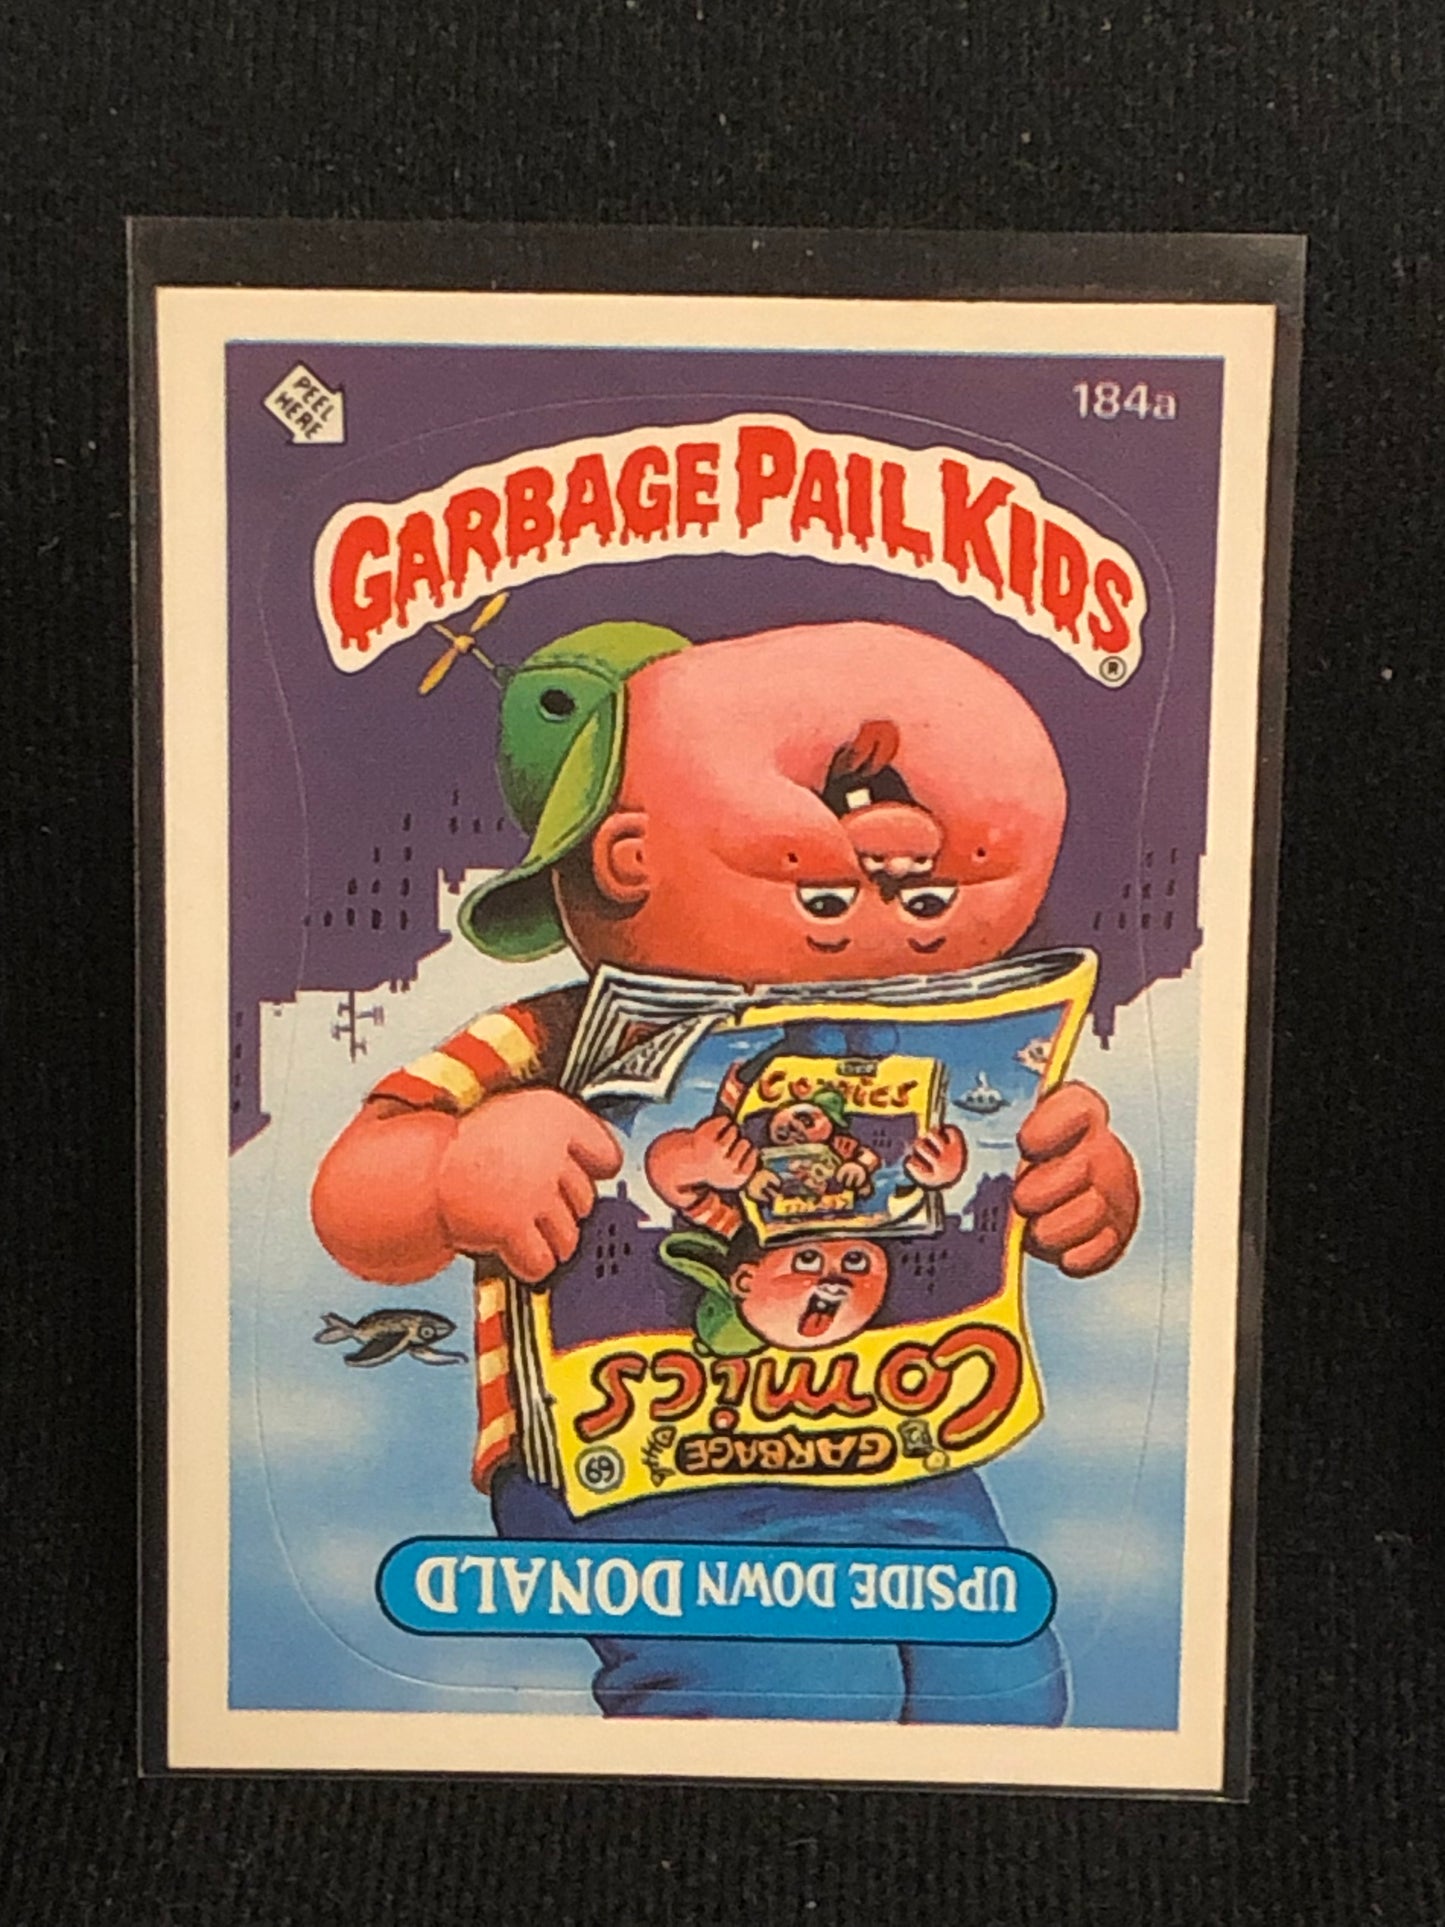 PEEL
HERE
184a
GARBAGE PAIL KIDS
®
COMICS
COMICS
GARBAGE
69
UPSIDE DOWN DONALD